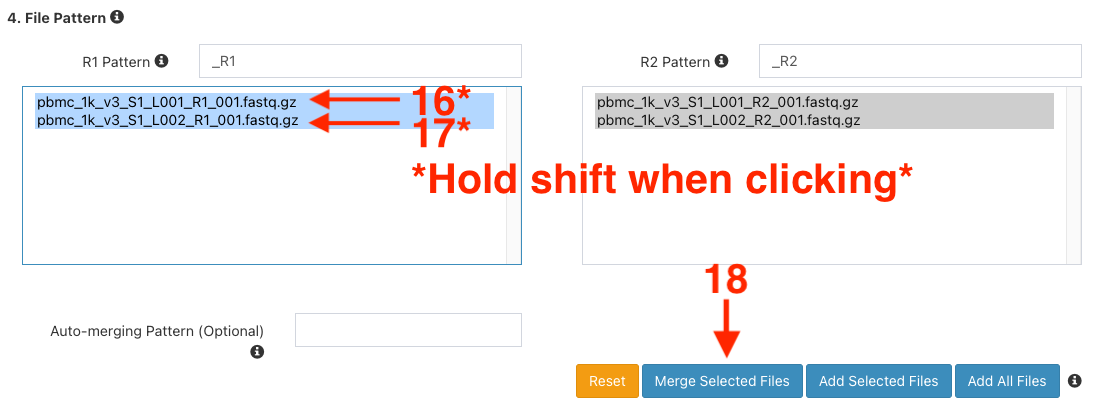 4. File Pattern
R1 Pattern
_R1
R2 Pattern
_R2
pbmc_1k_v3_S1_L001_R1_001.fastq.gz
pbmc_1k_v3_S1_L002_R1_001.fastq.gz
16*
17*
pbmc_1k_v3_S1_L001_R2_001.fastq.gz
pbmc_1k_v3_S1_L002_R2_001.fastq.gz
*Hold shift when clicking*
18
Auto-merging Pattern (Optional)
Reset
Merge Selected Files
Add Selected Files
Add All Files